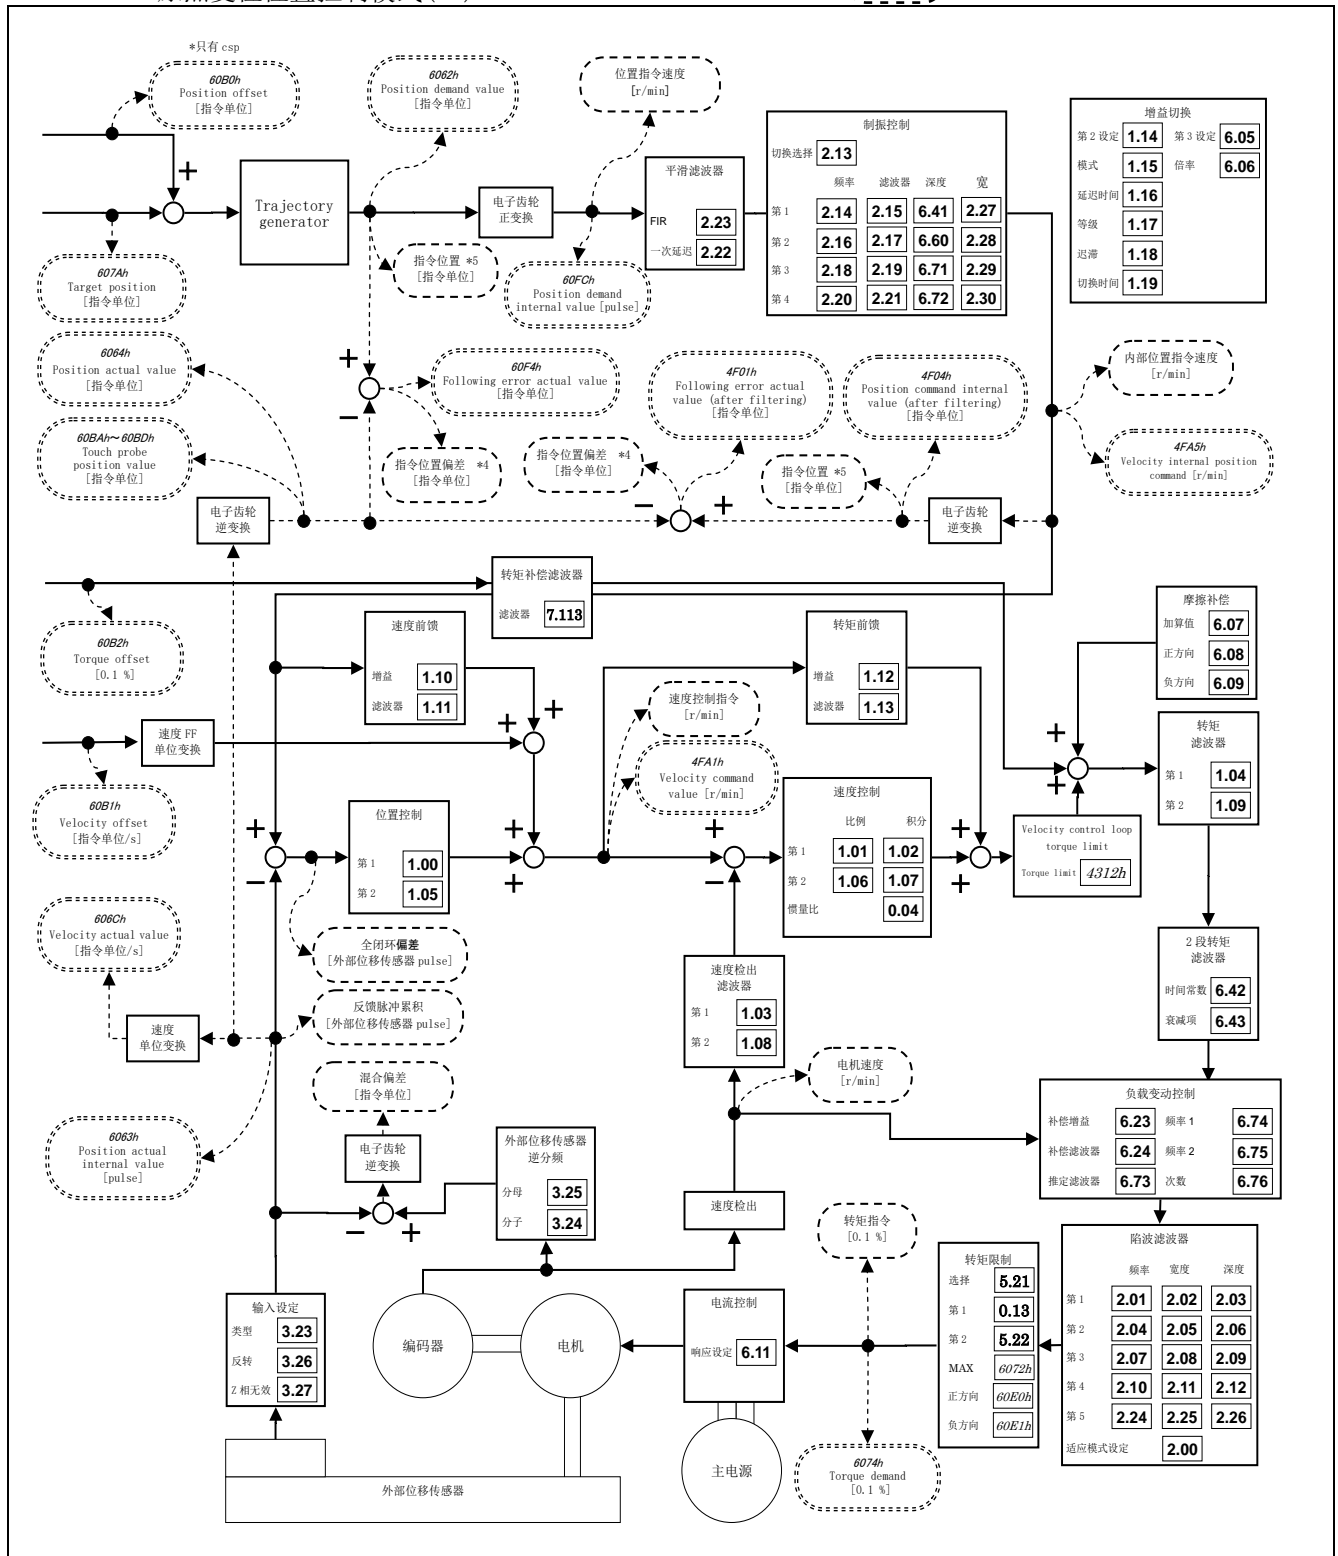 *只有 csp
60B0h
Position offset
[指令单位]
6062h
Position demand value
[指令单位]
位置指令速度
[r/min]
Trajectory
generator
电子齿轮
正变换
平滑滤波器
FIR 2.23
一次延迟 2.22
制振控制
切换选择 2.13
频率 滤波器 深度 宽
第 1 2.14 2.15 6.41 2.27
第 2 2.16 2.17 6.60 2.28
第 3 2.18 2.19 6.71 2.29
第 4 2.20 2.21 6.72 2.30
增益切换
第 2 设定 1.14 第 3 设定 6.05
模式 1.15 倍率 6.06
延迟时间 1.16
等级 1.17
迟滞 1.18
切换时间 1.19
607Ah
Target position
[指令单位]
指令位置 *5
[指令单位]
60FCh
Position demand
internal value [pulse]
6064h
Position actual value
[指令单位]
60F4h
Following error actual value
[指令单位]
4F01h
Following error actual
value (after filtering)
[指令单位]
4F04h
Position command internal
value (after filtering)
[指令单位]
内部位置指令速度
[r/min]
60BAh～60BDh
Touch probe
position value
[指令单位]
指令位置偏差 *4
[指令单位]
指令位置偏差 *4
[指令单位]
指令位置 *5
[指令单位]
4FA5h
Velocity internal position
command [r/min]
电子齿轮
逆变换
电子齿轮
逆变换
转矩补偿滤波器
滤波器 7.113
60B2h
Torque offset
[0.1 %]
速度前馈
增益 1.10
滤波器 1.11
转矩前馈
增益 1.12
滤波器 1.13
摩擦补偿
加算值 6.07
正方向 6.08
负方向 6.09
速度控制指令
[r/min]
速度 FF
单位变换
4FA1h
Velocity command
value [r/min]
转矩
滤波器
第 1 1.04
第 2 1.09
60B1h
Velocity offset
[指令单位/s]
位置控制
第 1 1.00
第 2 1.05
速度控制
比例 积分
第 1 1.01 1.02
第 2 1.06 1.07
惯量比 0.04
Velocity control loop
torque limit
Torque limit 4312h
606Ch
Velocity actual value
[指令单位/s]
全闭环偏差
[外部位移传感器 pulse]
速度检出
滤波器
第 1 1.03
第 2 1.08
2 段转矩
滤波器
时间常数 6.42
衰减项 6.43
反馈脉冲累积
[外部位移传感器 pulse]
速度
单位变换
混合偏差
[指令单位]
电机速度
[r/min]
负载变动控制
补偿增益 6.23 频率 1 6.74
补偿滤波器 6.24 频率 2 6.75
推定滤波器 6.73 次数 6.76
6063h
Position actual
internal value
[pulse]
电子齿轮
逆变换
外部位移传感器
逆分频
分母 3.25
分子 3.24
速度检出
转矩指令
[0.1 %]
陷波滤波器
频率 宽度 深度
第 1 2.01 2.02 2.03
第 2 2.04 2.05 2.06
第 3 2.07 2.08 2.09
第 4 2.10 2.11 2.12
第 5 2.24 2.25 2.26
适应模式设定 2.00
转矩限制
选择 5.21
第 1 0.13
第 2 5.22
MAX 6072h
正方向 60E0h
负方向 60E1h
输入设定
类型 3.23
反转 3.26
Z 相无效 3.27
编码器
电机
电流控制
响应设定 6.11
主电源
6074h
Torque demand
[0.1 %]
外部位移传感器